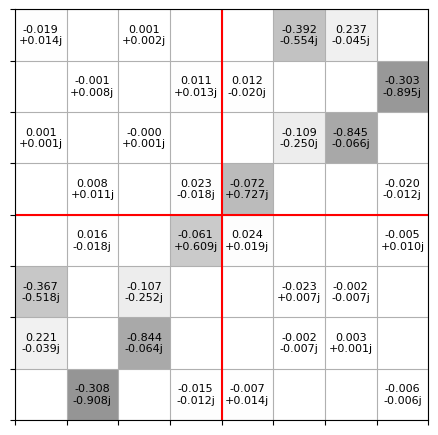 -0.019 0.001 -0.392 0.237
+0.014j +0.002j -0.554j -0.045j
-0.001 0.011 0.012 -0.303
+0.008j +0.013j -0.020j -0.895j
0.001 -0.000 -0.109 -0.845
+0.001j +0.001j -0.250j -0.066j
0.008 0.023 -0.072 -0.020
+0.011j -0.018j +0.727j -0.012j
0.016 -0.061 0.024 -0.005
-0.018j +0.609j +0.019j +0.010j
-0.367 -0.107 -0.023 -0.002
-0.518j -0.252j +0.007j -0.007j
0.221 -0.844 -0.002 0.003
-0.039j -0.064j -0.007j +0.001j
-0.308 -0.015 -0.007 -0.006
-0.908j -0.012j +0.014j -0.006j